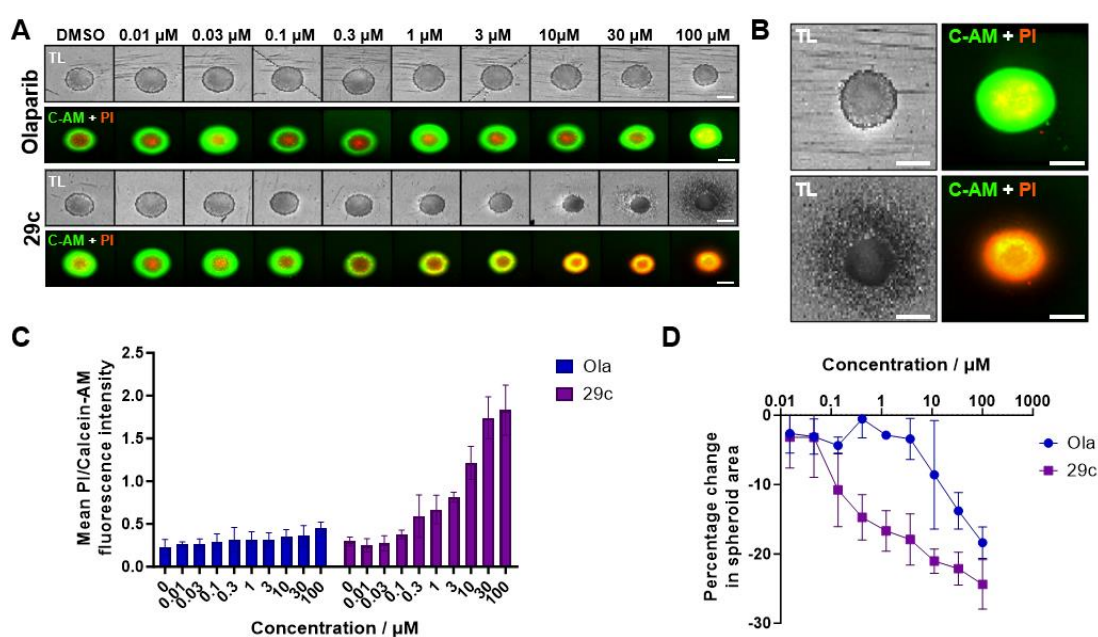 A
DMSO 0.01 µM 0.03 µM 0.1 µM 0.3 µM 1 µM 3 µM 10µM 30 µM 100 µM
Olaparib
TL
C-AM + PI
29c
TL
C-AM + PI
B
TL
C-AM + PI
TL
C-AM + PI
C
Mean PI/Calcein-AM
fluorescence intensity
2.5
2.0
1.5
1.0
0.5
0.0
0 0.01 0.03 0.1 0.3 1 3 10 30 100 0 0.01 0.03 0.1 0.3 1 3 10 30 100
Concentration / µM
Ola
29c
D
Concentration / µM
0.01 0.1 1 10 100 1000
0
-10
-20
-30
Percentage change
in spheroid area
Ola
29c